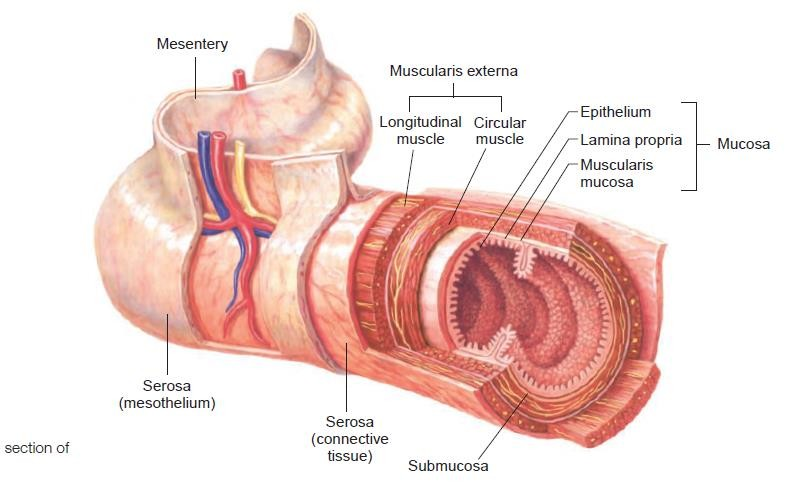 Mesentery
Muscularis externa
Longitudinal
muscle
Circular
muscle
Epithelium
Lamina propria
Muscularis
mucosa
Mucosa
Serosa
(mesothelium)
Serosa
(connective
tissue)
Submucosa
section of